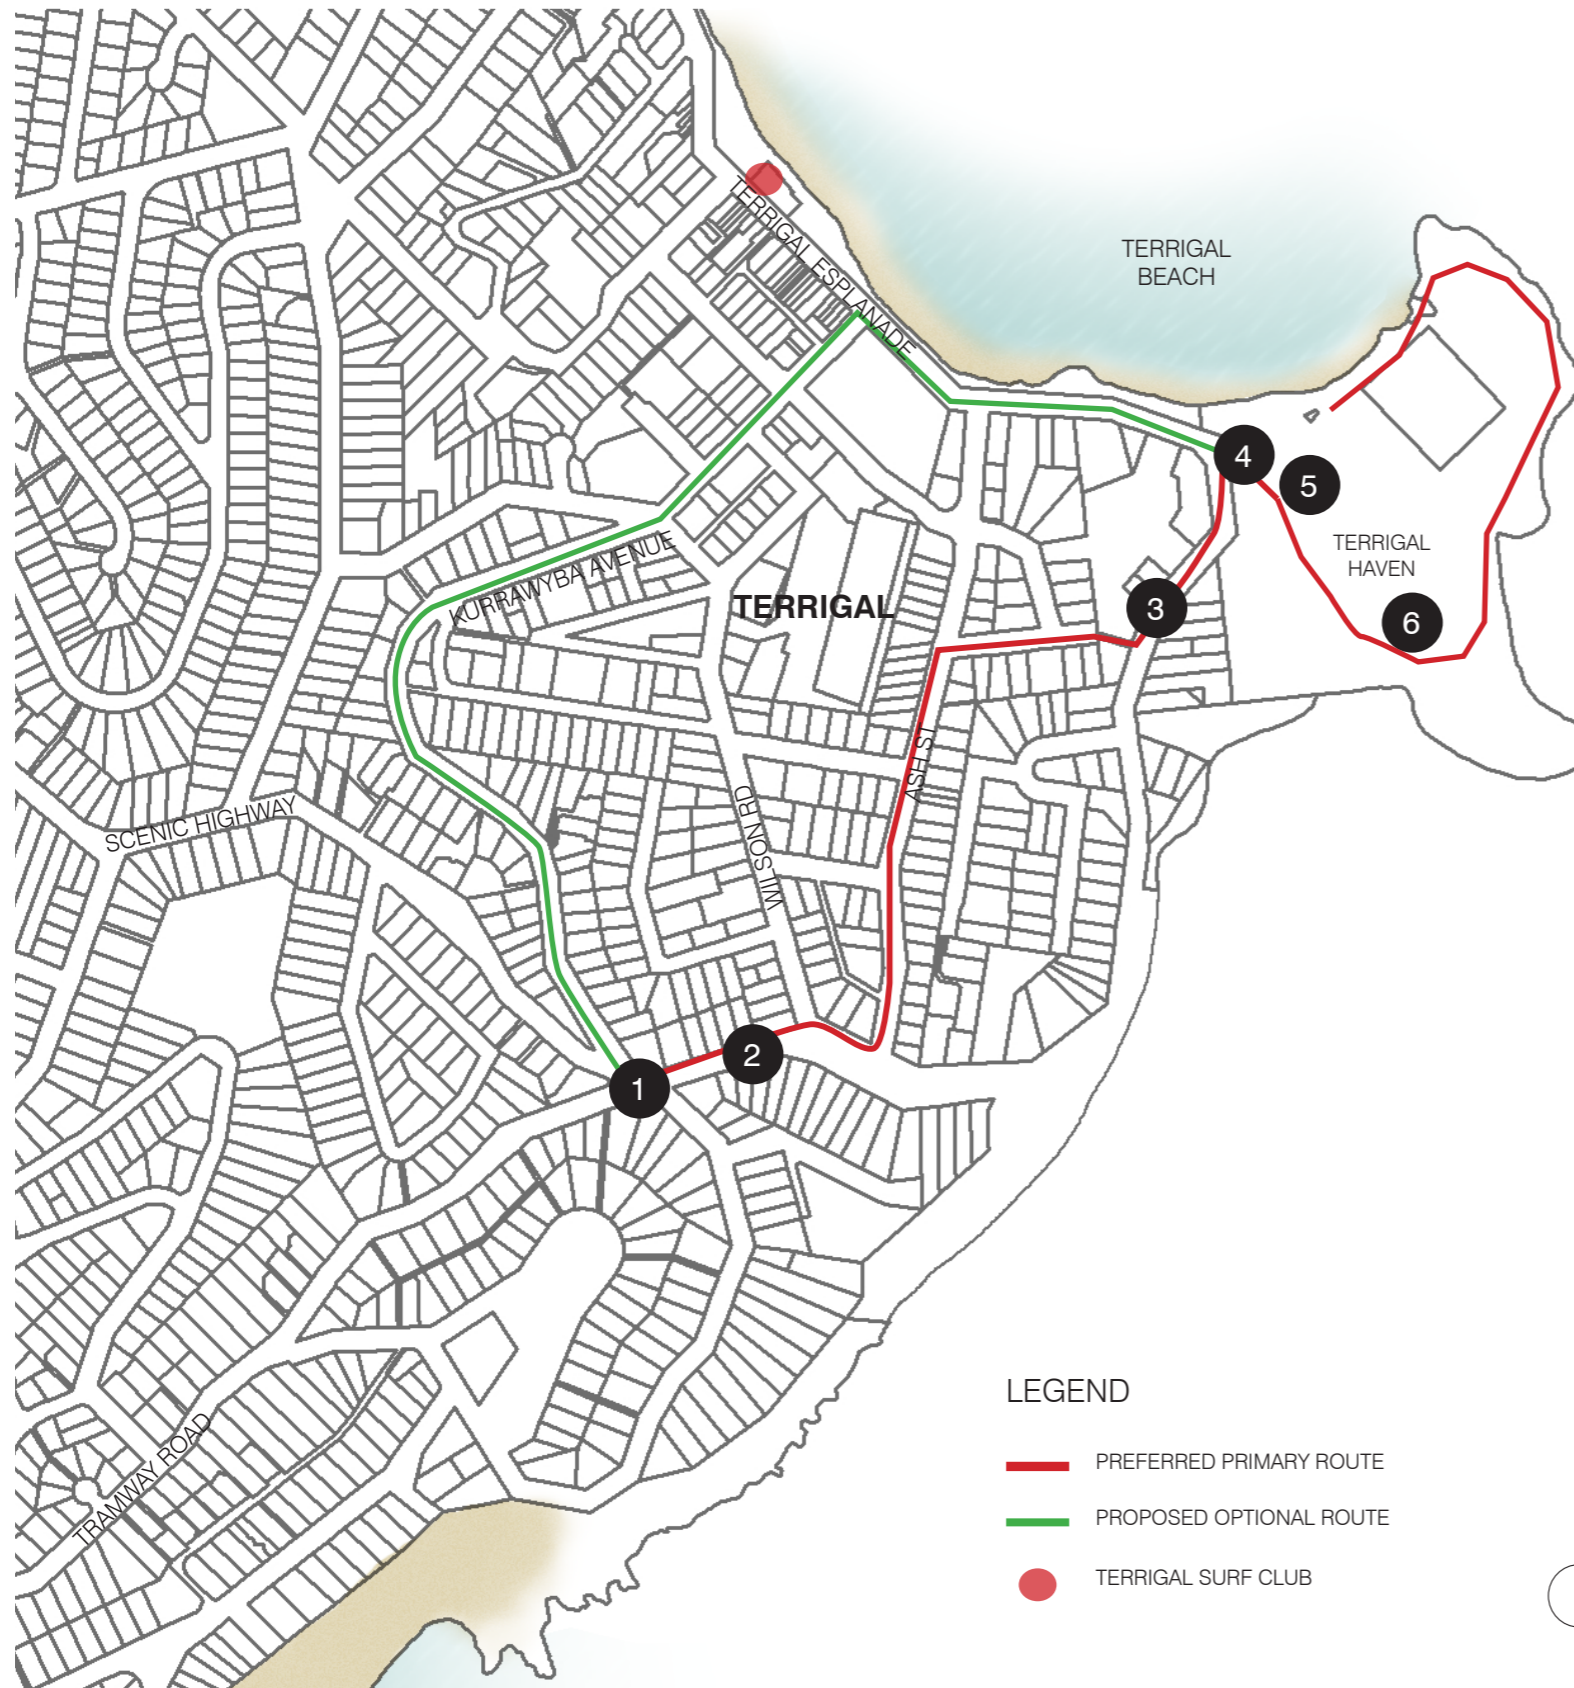 TERRIGAL ESPLANADE
TERRIGAL
BEACH
4
5
KURRAWYBA AVENUE
TERRIGAL
HAVEN
TERRIGAL
3
6
ASH ST
SCENIC HIGHWAY
WILSON RD
2
1
TRAMWAY ROAD
LEGEND
PREFERRED PRIMARY ROUTE
PROPOSED OPTIONAL ROUTE
TERRIGAL SURF CLUB